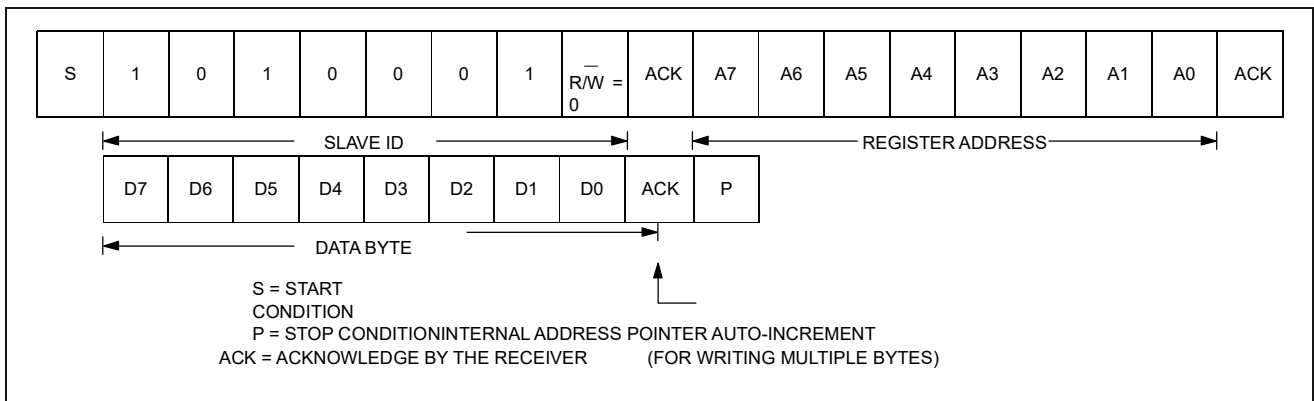 S 1 0 1 0 0 0 1 R/W̅ = 0 ACK A7 A6 A5 A4 A3 A2 A1 A0 ACK
SLAVE ID REGISTER ADDRESS
D7 D6 D5 D4 D3 D2 D1 D0 ACK P
DATA BYTE
S = START
CONDITION
P = STOP CONDITIONINTERNAL ADDRESS POINTER AUTO-INCREMENT
ACK = ACKNOWLEDGE BY THE RECEIVER (FOR WRITING MULTIPLE BYTES)